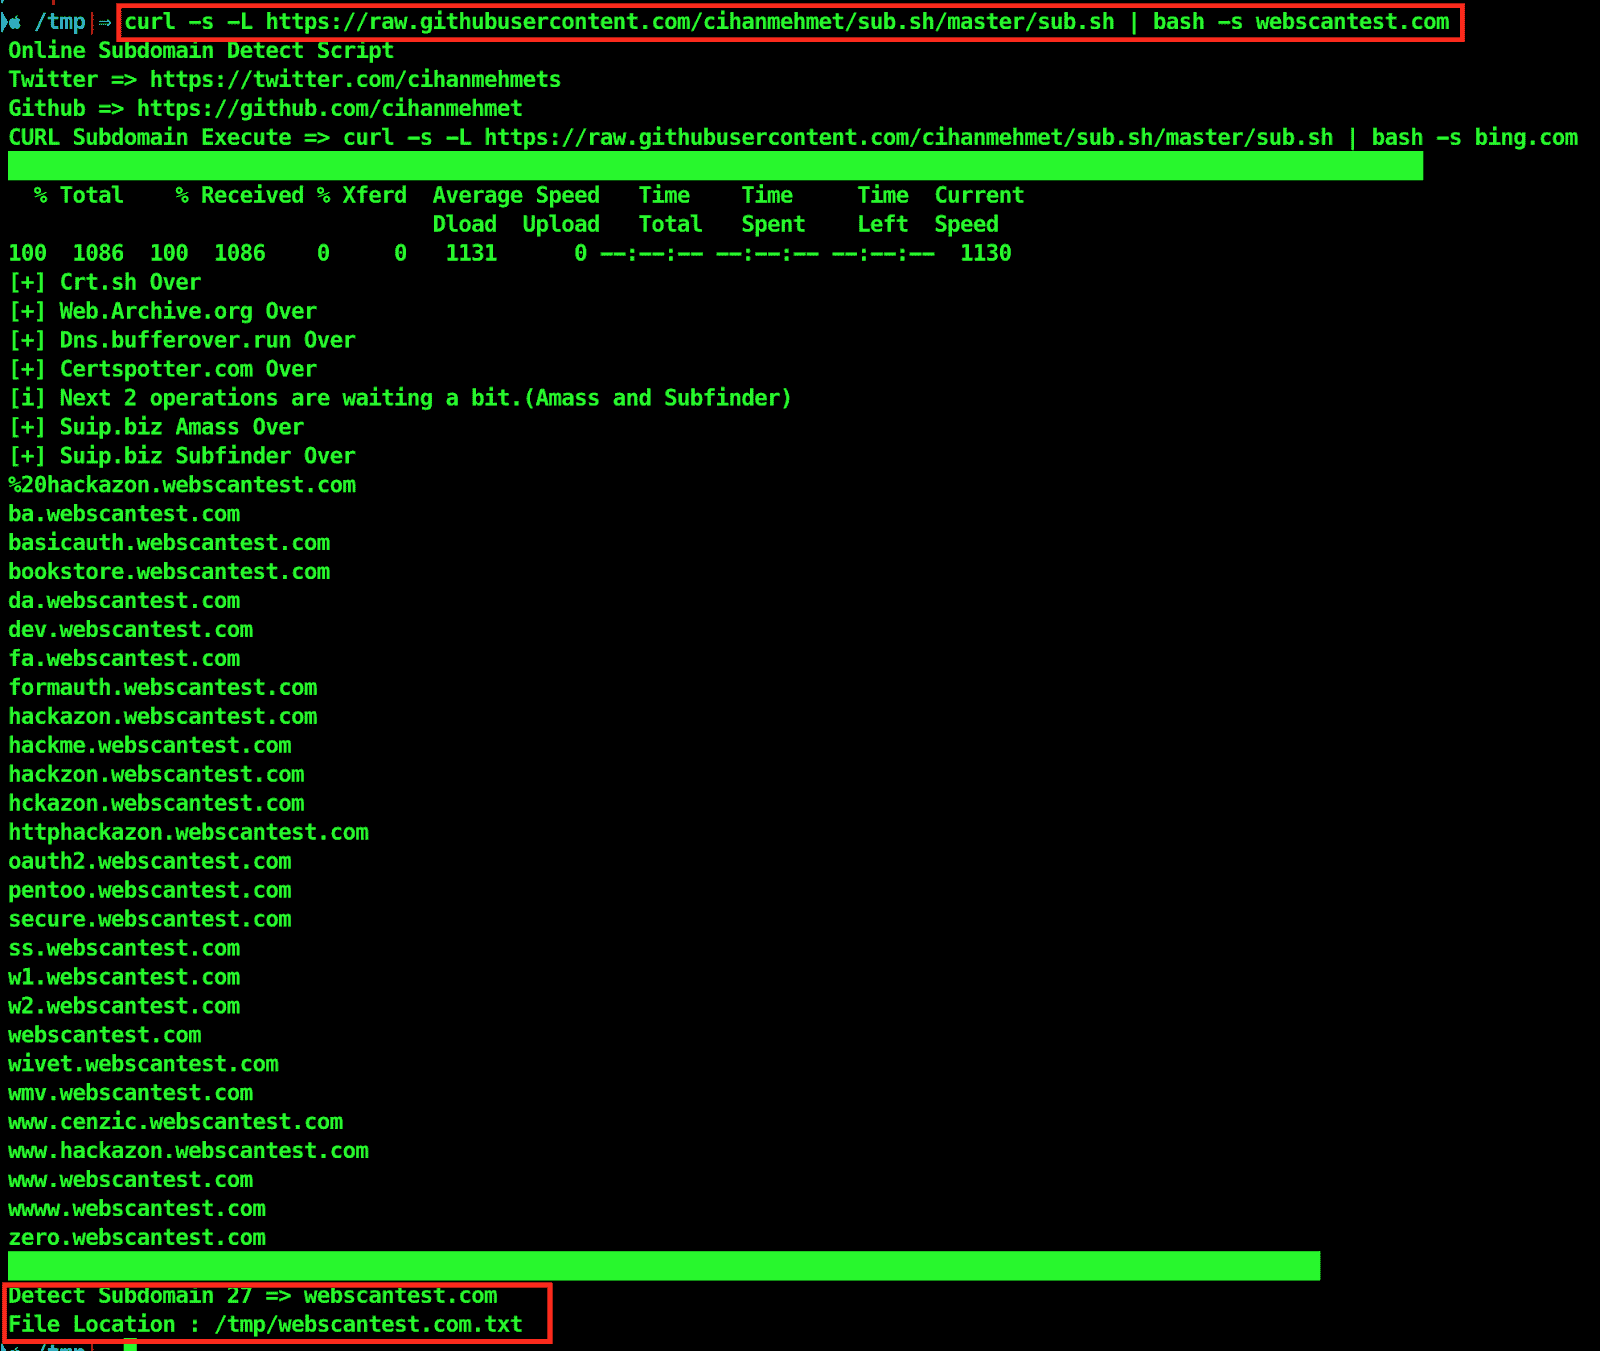 /tmp ⇒ curl -s -L https://raw.githubusercontent.com/cihanmehmet/sub.sh/master/sub.sh | bash -s webscantest.com
Online Subdomain Detect Script
Twitter => https://twitter.com/cihanmehmets
Github => https://github.com/cihanmehmet
CURL Subdomain Execute => curl -s -L https://raw.githubusercontent.com/cihanmehmet/sub.sh/master/sub.sh | bash -s bing.com
% Total % Received % Xferd Average Speed Time Time Time Current
Dload Upload Total Spent Left Speed
100 1086 100 1086 0 0 1131 0 --:--:-- --:--:-- --:--:-- 1130
[+] Crt.sh Over
[+] Web.Archive.org Over
[+] Dns.bufferover.run Over
[+] Certspotter.com Over
[i] Next 2 operations are waiting a bit.(Amass and Subfinder)
[+] Suip.biz Amass Over
[+] Suip.biz Subfinder Over
%20hackazon.webscantest.com
ba.webscantest.com
basicauth.webscantest.com
bookstore.webscantest.com
da.webscantest.com
dev.webscantest.com
fa.webscantest.com
formauth.webscantest.com
hackazon.webscantest.com
hackme.webscantest.com
hackzon.webscantest.com
hckazon.webscantest.com
httphackazon.webscantest.com
oauth2.webscantest.com
pentoo.webscantest.com
secure.webscantest.com
ss.webscantest.com
w1.webscantest.com
w2.webscantest.com
webscantest.com
wivet.webscantest.com
wmv.webscantest.com
www.cenzic.webscantest.com
www.hackazon.webscantest.com
www.webscantest.com
wwww.webscantest.com
zero.webscantest.com
Detect Subdomain 27 => webscantest.com
File Location : /tmp/webscantest.com.txt